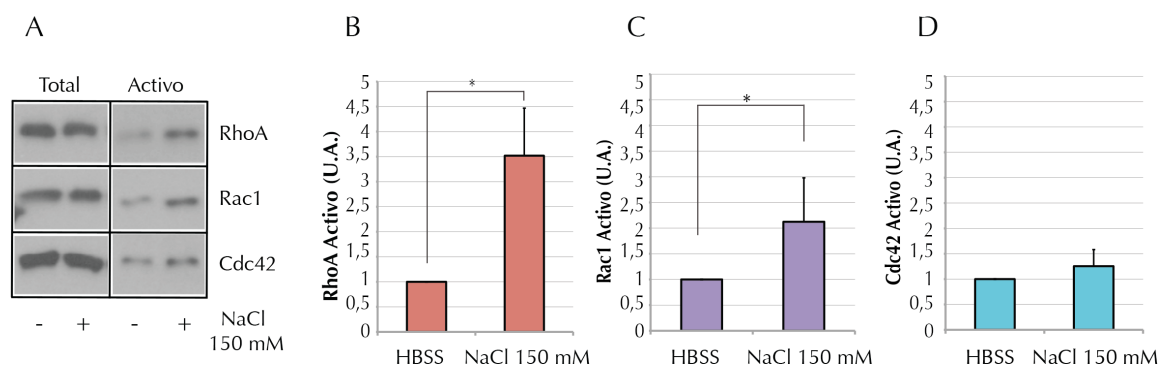 A
Total Activo
RhoA
Rac1
Cdc42
- + - + NaCl
150 mM
B
RhoA Activo (U.A.)
5
4,5
4
3,5
3
2,5
2
1,5
1
0,5
0
*
HBSS NaCl 150 mM
C
Rac1 Activo (U.A.)
5
4,5
4
3,5
3
2,5
2
1,5
1
0,5
0
*
HBSS NaCl 150 mM
D
Cdc42 Activo (U.A.)
5
4,5
4
3,5
3
2,5
2
1,5
1
0,5
0
HBSS NaCl 150 mM